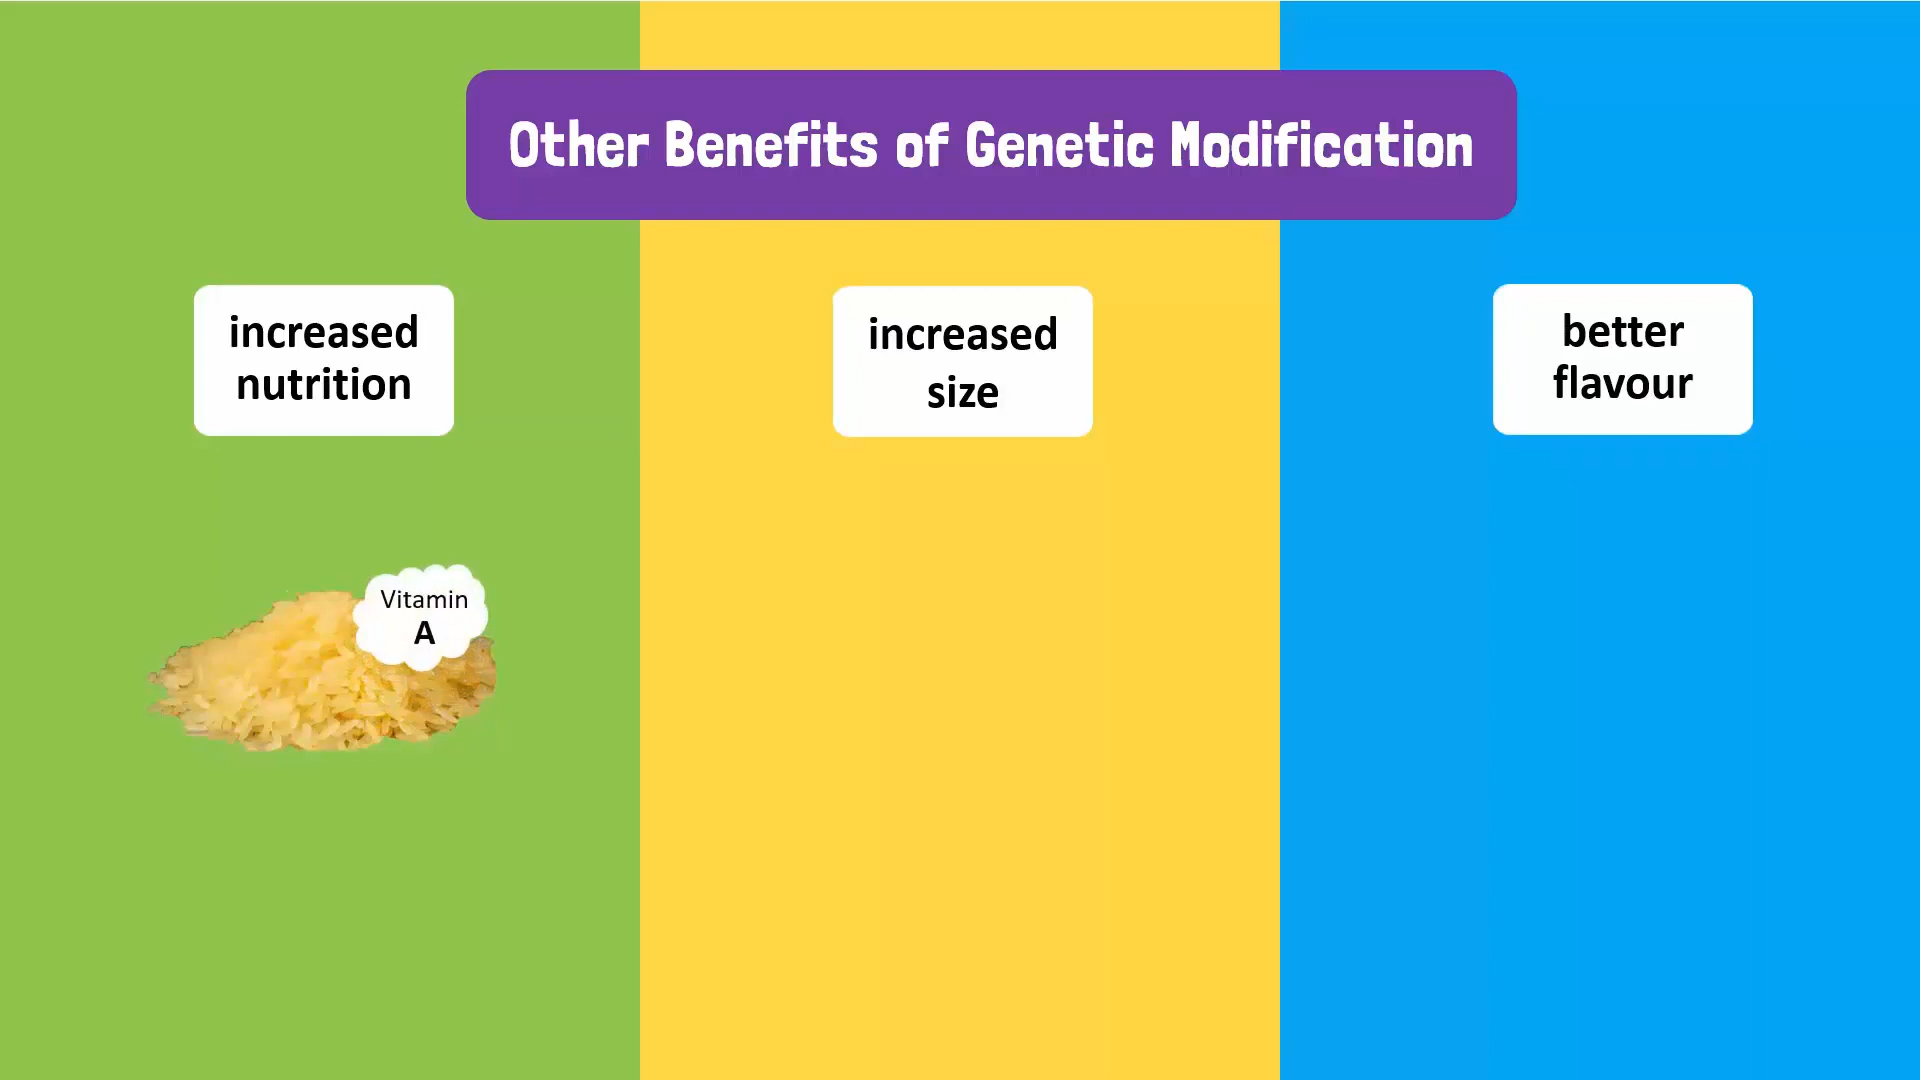 Other Benefits of Genetic Modification
increased
nutrition
increased
size
better
flavour
Vitamin
A